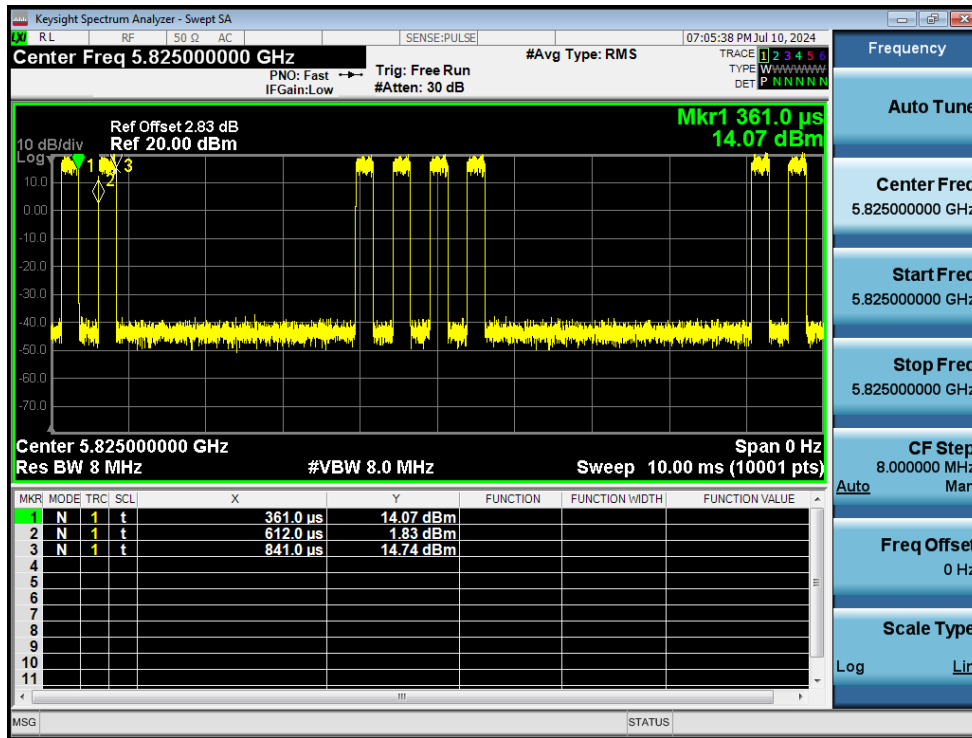 Keysight Spectrum Analyzer - Swept SA
LXI RL RF 50 Ω AC SENSE:PULSE 07:05:38 PM Jul 10, 2024
Center Freq 5.825000000 GHz
PNO: Fast
IFGain:Low
Trig: Free Run
#Atten: 30 dB
#Avg Type: RMS
TRACE 1 2 3 4 5 6
TYPE WWWWWW
DET P N N N N N
Mkr1 361.0 µs
14.07 dBm
Ref Offset 2.83 dB
Ref 20.00 dBm
10 dB/div
Log
1
2
3
10.0
0.00
-10.0
-20.0
-30.0
-40.0
-50.0
-60.0
-70.0
Center 5.825000000 GHz Span 0 Hz
Res BW 8 MHz #VBW 8.0 MHz Sweep 10.00 ms (10001 pts)
MKR MODE TRC SCL X Y FUNCTION FUNCTION WIDTH FUNCTION VALUE
1 N 1 t 361.0 µs 14.07 dBm
2 N 1 t 612.0 µs 1.83 dBm
3 N 1 t 841.0 µs 14.74 dBm
4
5
6
7
8
9
10
11
MSG STATUS
Frequency
Auto Tune
Center Freq
5.825000000 GHz
Start Freq
5.825000000 GHz
Stop Freq
5.825000000 GHz
CF Step
8.000000 MHz
Auto Man
Freq Offset
0 Hz
Scale Type
Log Lin